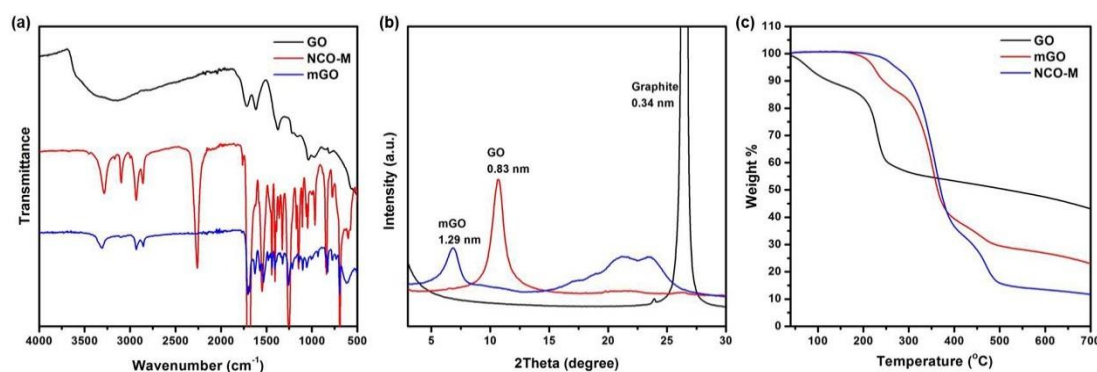 (a)
GO
NCO-M
mGO
Transmittance
4000 3500 3000 2500 2000 1500 1000 500
Wavenumber (cm⁻¹)
(b)
Graphite
0.34 nm
GO
0.83 nm
mGO
1.29 nm
Intensity (a.u.)
5 10 15 20 25 30
2Theta (degree)
(c)
GO
mGO
NCO-M
Weight %
110
100
90
80
70
60
50
40
30
20
10
0
100 200 300 400 500 600 700
Temperature (°C)